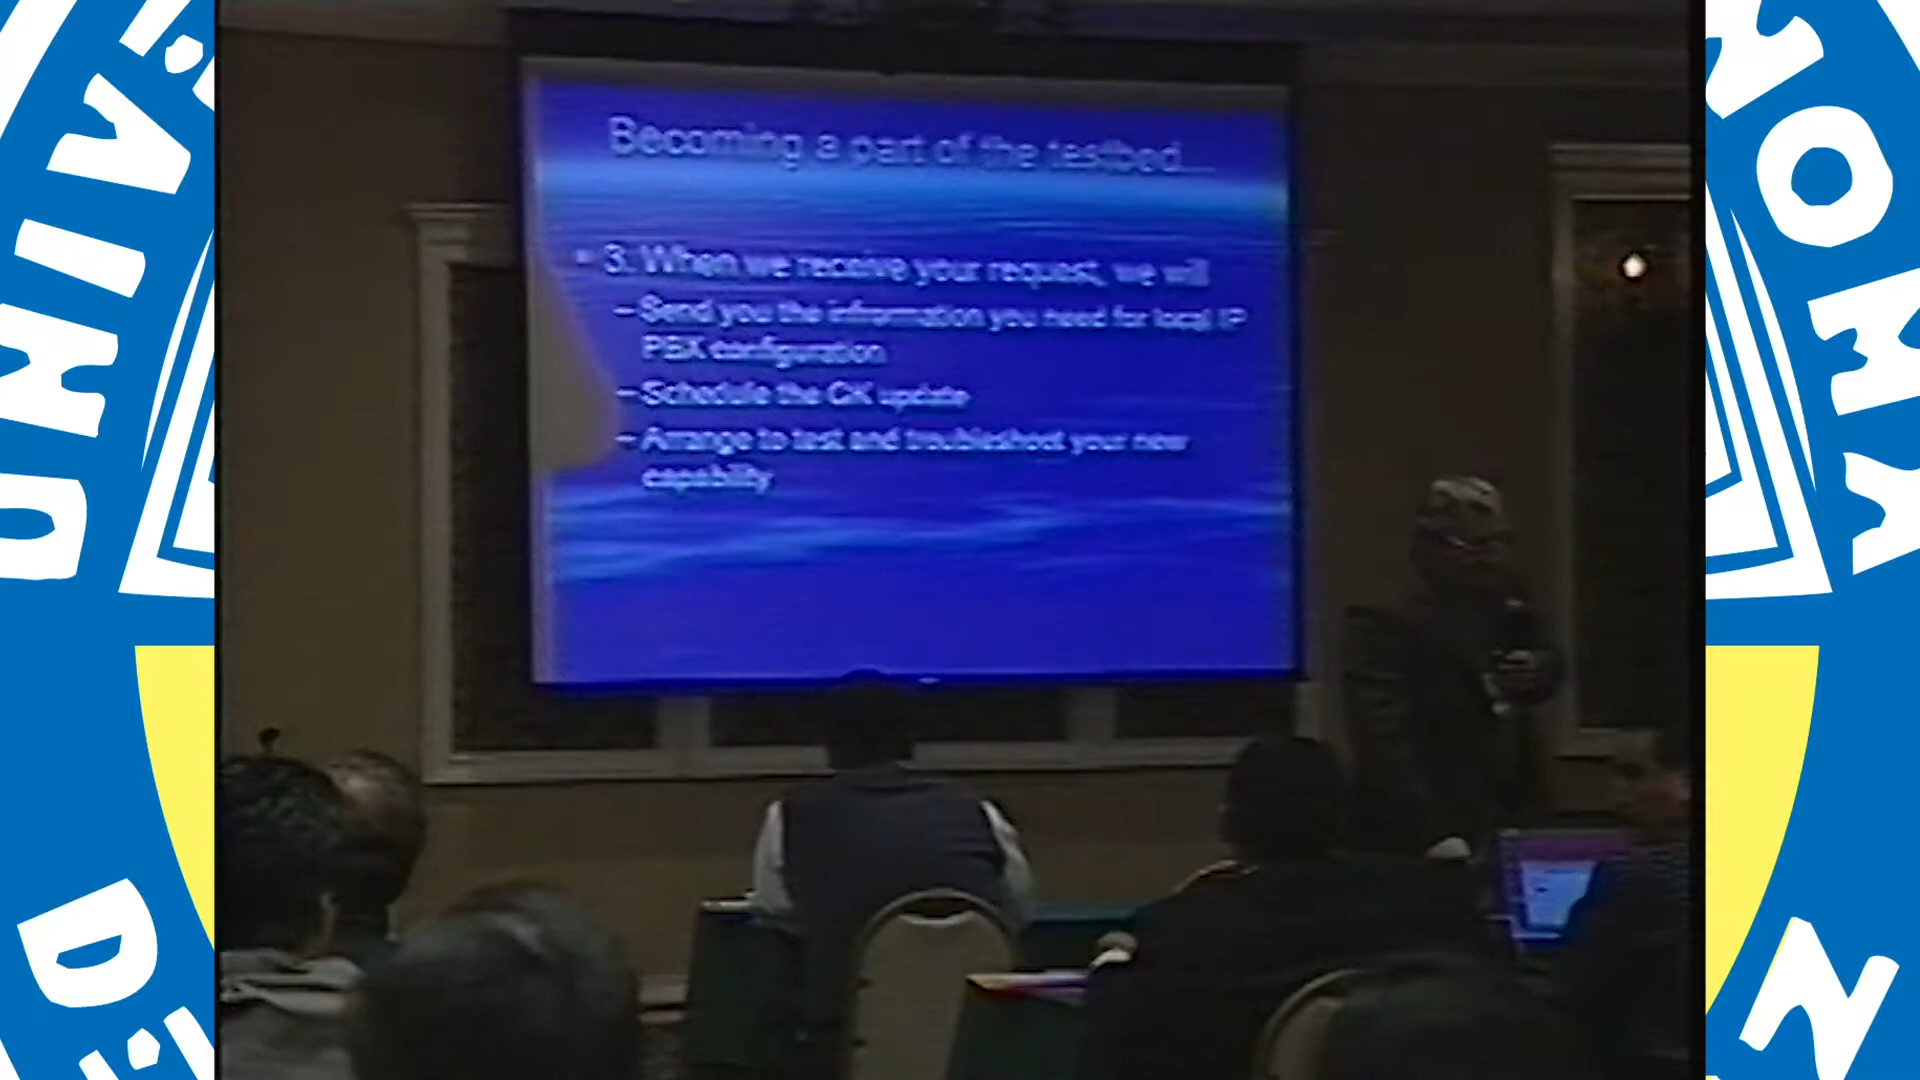 Becoming a part of the testbed...
• 3. When we receive your request, we will
– Send you the infromation you need for local IP
PBX configuration
– Schedule the GK update
– Arrange to test and troubleshoot your new
capability